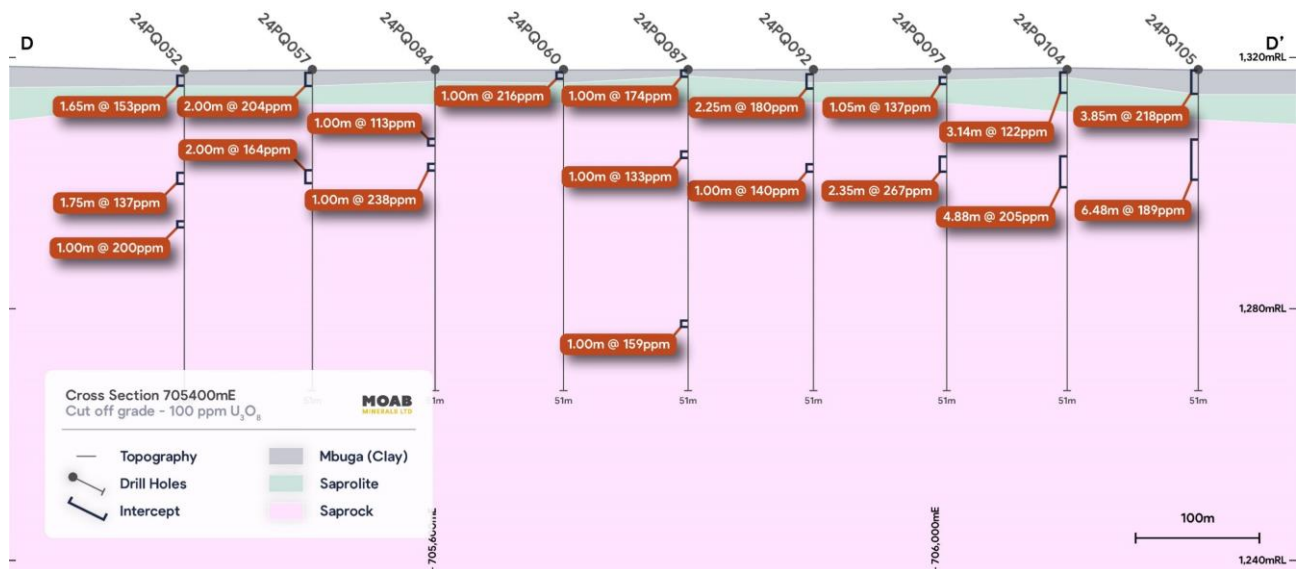 24PQ052
24PQ057
24PQ084
24PQ060
24PQ087
24PQ092
24PQ097
24PQ104
24PQ105
D
D'
1,320mRL
1.65m @ 153ppm
2.00m @ 204ppm
1.00m @ 113ppm
1.00m @ 216ppm
1.00m @ 174ppm
2.25m @ 180ppm
1.05m @ 137ppm
3.14m @ 122ppm
3.85m @ 218ppm
2.00m @ 164ppm
1.75m @ 137ppm
1.00m @ 238ppm
1.00m @ 133ppm
1.00m @ 140ppm
2.35m @ 267ppm
4.88m @ 205ppm
6.48m @ 189ppm
1.00m @ 200ppm
1,280mRL
1.00m @ 159ppm
51m
51m
51m
51m
51m
51m
Cross Section 705400mE
Cut off grade - 100 ppm U₃O₈
MOAB
MINERALS LTD
Topography
Drill Holes
Intercept
Mbuga (Clay)
Saprolite
Saprock
706,000mE
100m
1,240mRL